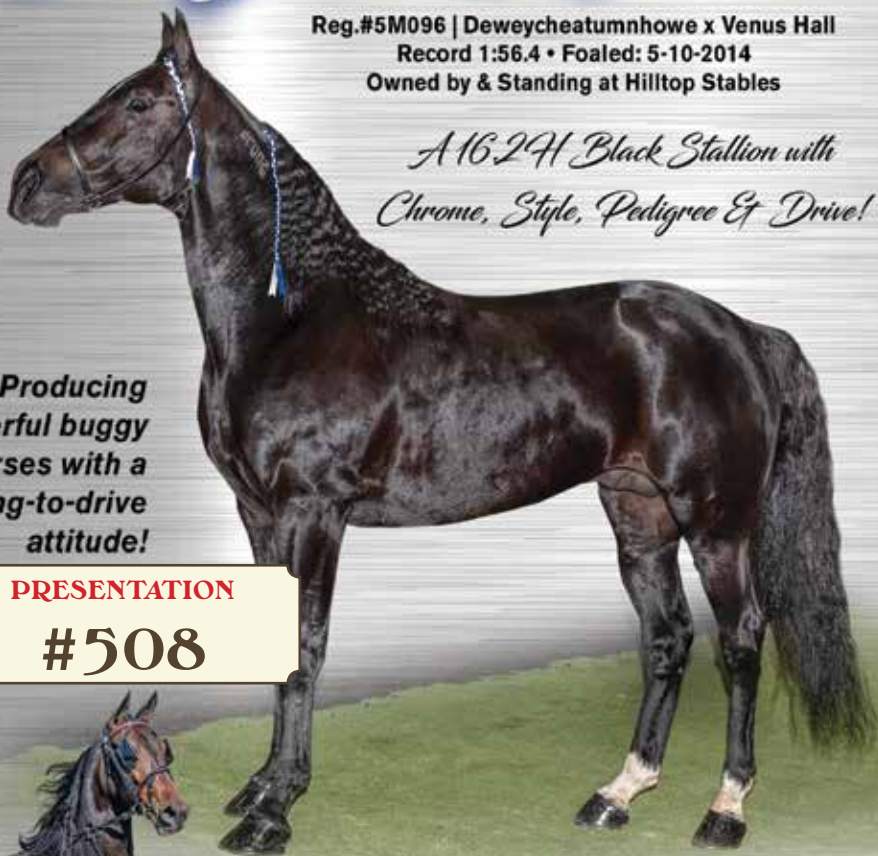 Reg.#5M096 | Deweycheatumnhowe x Venus Hall
Record 1:56.4 • Foaled: 5-10-2014
Owned by & Standing at Hilltop Stables
A 16.2H Black Stallion with
Chrome, Style, Pedigree & Drive!
Producing
buggy
with a
attitude!
PRESENTATION
#508